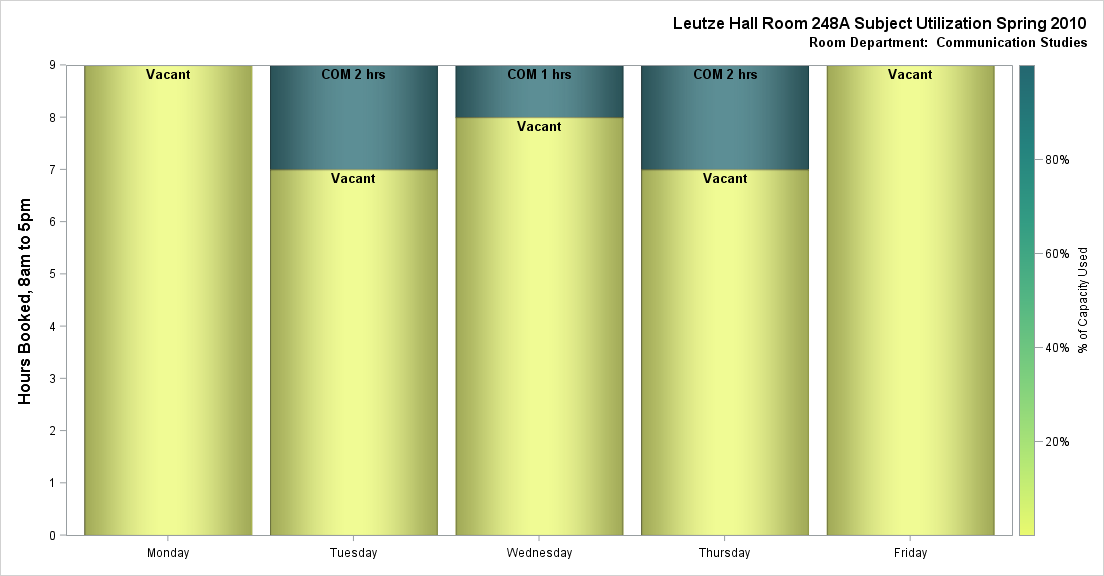 Leutze Hall Room 248A Subject Utilization Spring 2010
Room Department:  Communication Studies
Hours Booked, 8am to 5pm
9
8
7
6
5
4
3
2
1
0
Vacant
COM 2 hrs
Vacant
COM 1 hrs
Vacant
COM 2 hrs
Vacant
Vacant
Monday
Tuesday
Wednesday
Thursday
Friday
80%
60%
40%
20%
% of Capacity Used